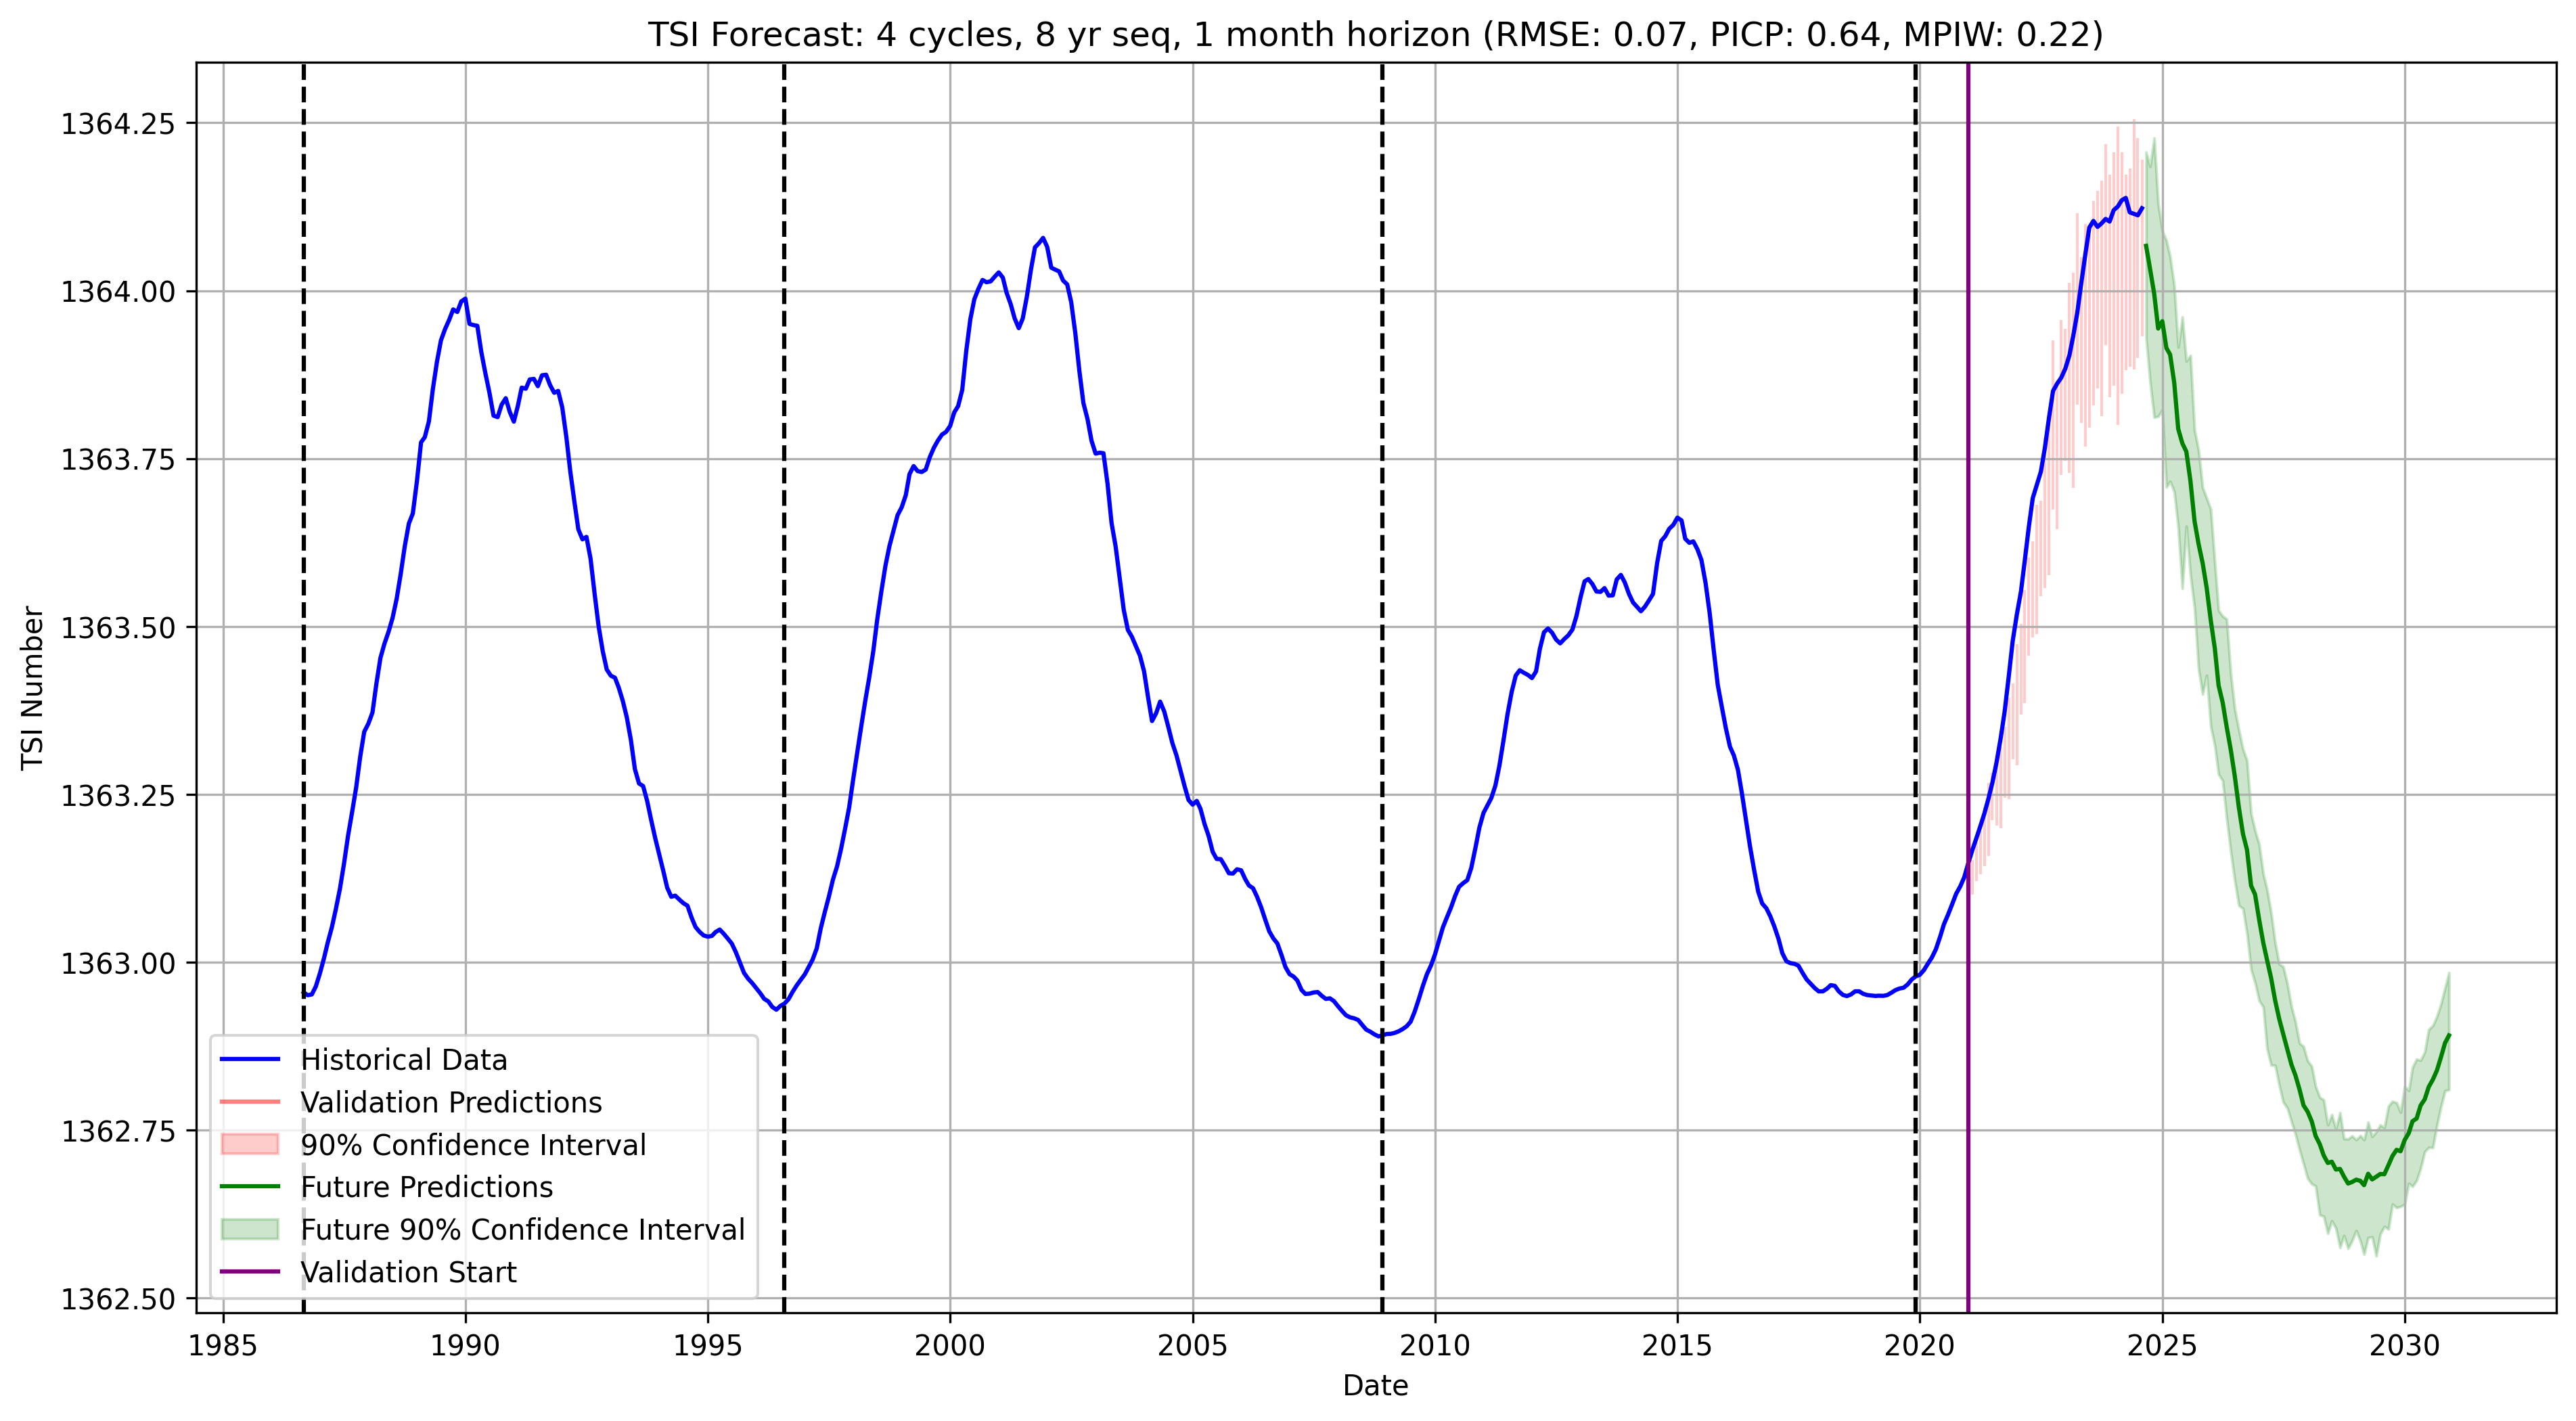 TSI Forecast: 4 cycles, 8 yr seq, 1 month horizon (RMSE: 0.07, PICP: 0.64, MPIW: 0.22)
TSI Number
1364.25
1364.00
1363.75
1363.50
1363.25
1363.00
1362.75
1362.50
Historical Data
Validation Predictions
90% Confidence Interval
Future Predictions
Future 90% Confidence Interval
Validation Start
1985 1990 1995 2000 2005 2010 2015 2020 2025 2030
Date